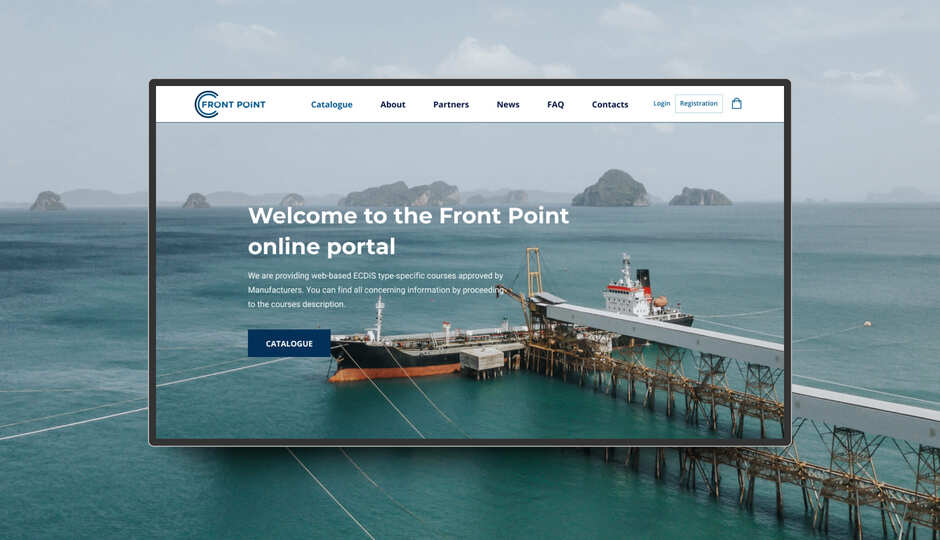 FRONT POiNT
Catalogue About Partners News FAQ Contacts Login Registration
Welcome to the Front Point
online portal
We are providing web-based ECDiS type-specific courses approved by
Manufacturers. You can find all concerning information by proceeding
to the courses description.
CATALOGUE